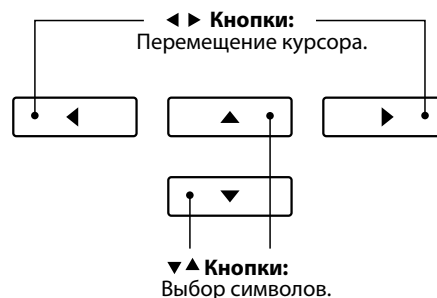 ◀ ▶ Кнопки:
Перемещение курсора.
▼▲ Кнопки:
Выбор символов.